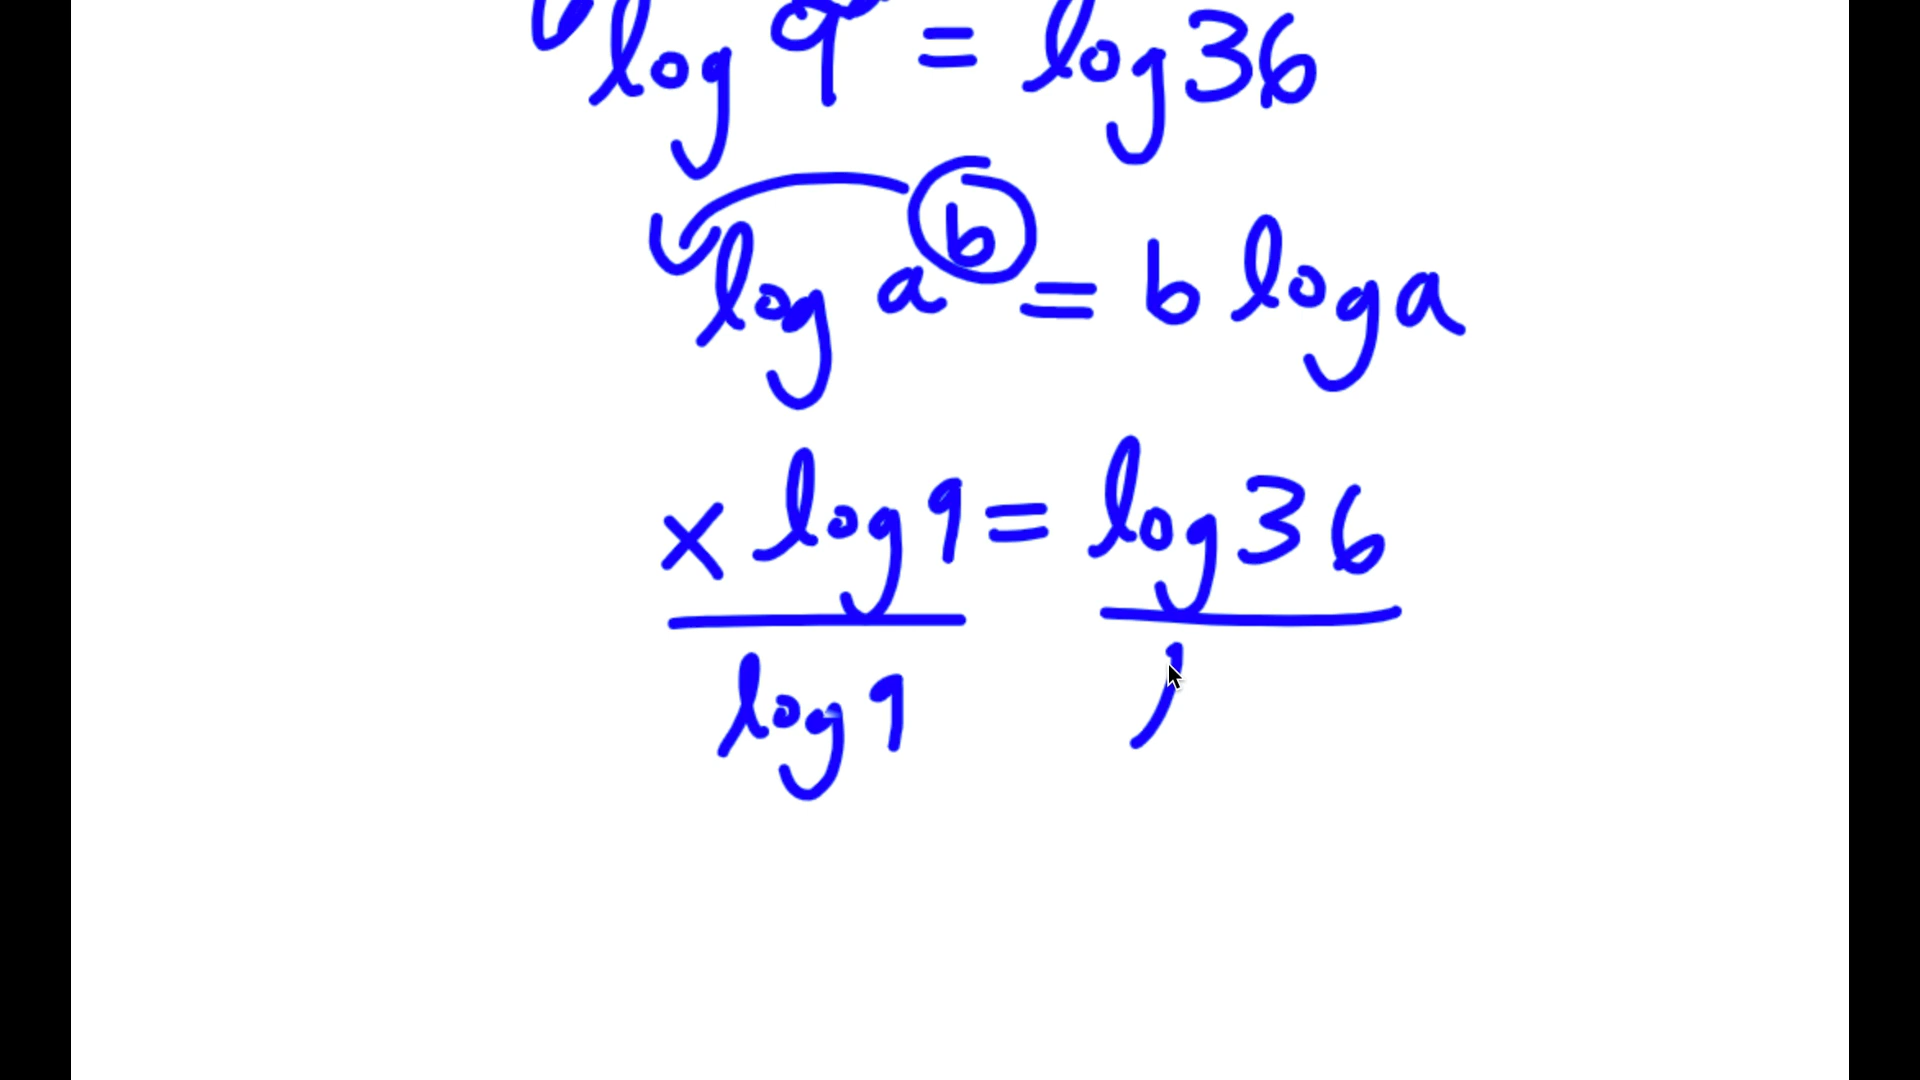 log 9 = log 36
log a^b = b log a
x log 9 = log 36
log 9